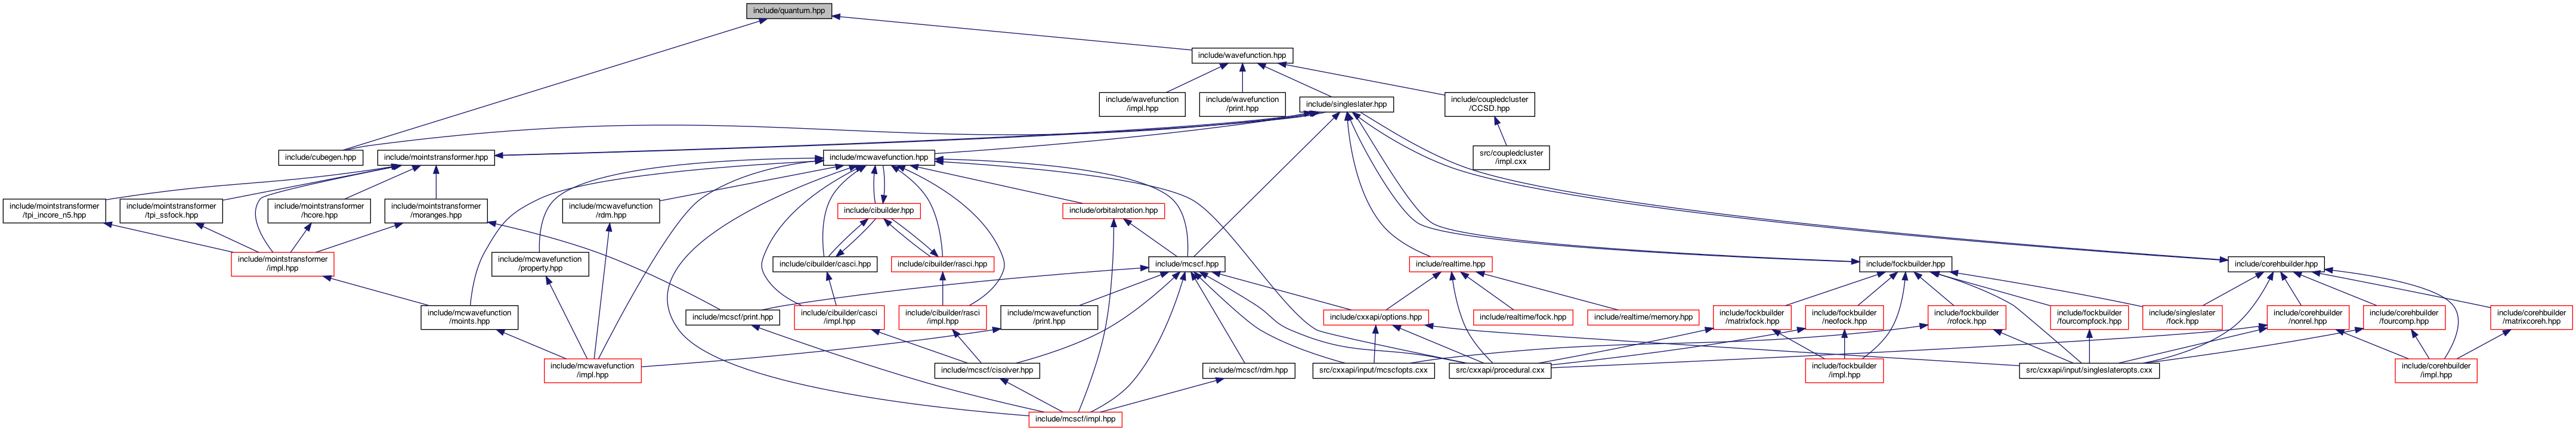 include/quantum.hpp
include/wavefunction.hpp
include/wavefunction
/impl.hpp
include/wavefunction
/print.hpp
include/singleslater.hpp
include/coupledcluster
/CCSD.hpp
include/cubegen.hpp
include/mointstransformer.hpp
include/mcwavefunction.hpp
src/coupledcluster
/impl.cxx
include/mointstransformer
/tpi_incore_n5.hpp
include/mointstransformer
/tpi_ssfock.hpp
include/mointstransformer
/hcore.hpp
include/mointstransformer
/moranges.hpp
include/mcwavefunction
/rdm.hpp
include/cibuilder.hpp
include/orbitalrotation.hpp
include/mointstransformer
/impl.hpp
include/mcwavefunction
/property.hpp
include/cibuilder/casci.hpp
include/cibuilder/rasci.hpp
include/mcscf.hpp
include/realtime.hpp
include/fockbuilder.hpp
include/corehbuilder.hpp
include/mcwavefunction
/moints.hpp
include/mcscf/print.hpp
include/cibuilder/casci
/impl.hpp
include/cibuilder/rasci
/impl.hpp
include/mcwavefunction
/print.hpp
include/cxxapi/options.hpp
include/realtime/fock.hpp
include/realtime/memory.hpp
include/fockbuilder
/matrixfock.hpp
include/fockbuilder
/neofock.hpp
include/fockbuilder
/rofock.hpp
include/fockbuilder
/fourcompfock.hpp
include/singleslater
/fock.hpp
include/corehbuilder
/nonrel.hpp
include/corehbuilder
/fourcomp.hpp
include/corehbuilder
/matrixcoreh.hpp
include/mcwavefunction
/impl.hpp
include/mcscf/cisolver.hpp
include/mcscf/rdm.hpp
src/cxxapi/input/mcscfopts.cxx
src/cxxapi/procedural.cxx
include/fockbuilder
/impl.hpp
src/cxxapi/input/singleslateropts.cxx
include/corehbuilder
/impl.hpp
include/mcscf/impl.hpp